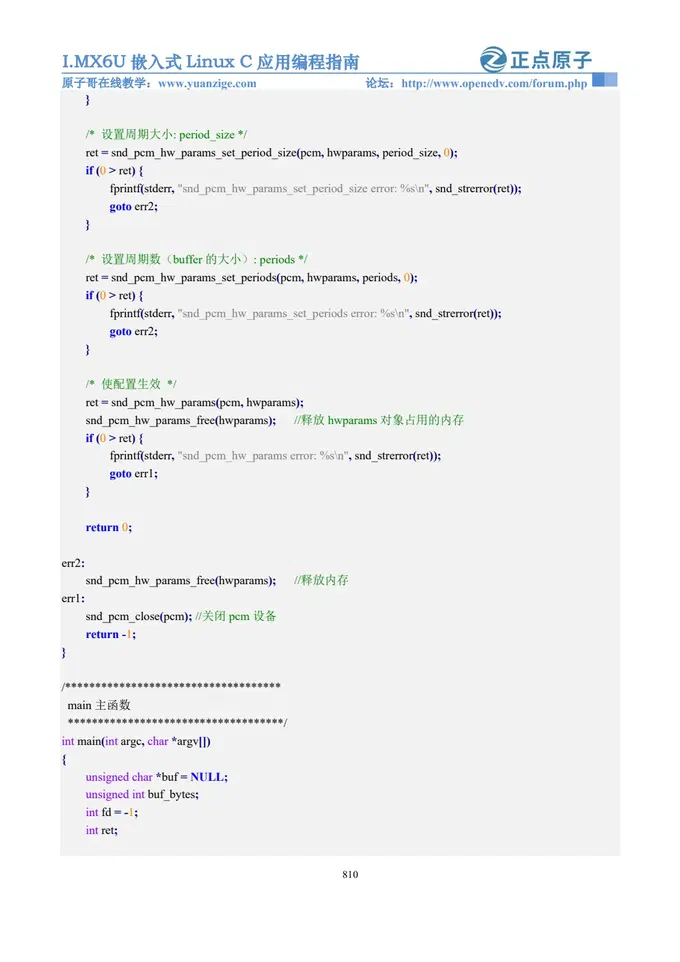 I.MX6U 嵌入式 Linux C 应用编程指南
正点原子
原子哥在线教学：www.yuanzige.com
论坛：http://www.openedv.com/forum.php
}
/* 设置周期大小: period_size */
ret = snd_pcm_hw_params_set_period_size(pcm, hwparams, period_size, 0);
if (0 > ret) {
fprintf(stderr, "snd_pcm_hw_params_set_period_size error: %s\n", snd_strerror(ret));
goto err2;
}
/* 设置周期数（buffer 的大小）: periods */
ret = snd_pcm_hw_params_set_periods(pcm, hwparams, periods, 0);
if (0 > ret) {
fprintf(stderr, "snd_pcm_hw_params_set_periods error: %s\n", snd_strerror(ret));
goto err2;
}
/* 使配置生效 */
ret = snd_pcm_hw_params(pcm, hwparams);
snd_pcm_hw_params_free(hwparams); //释放 hwparams 对象占用的内存
if (0 > ret) {
fprintf(stderr, "snd_pcm_hw_params error: %s\n", snd_strerror(ret));
goto err1;
}
return 0;
err2:
snd_pcm_hw_params_free(hwparams); //释放内存
err1:
snd_pcm_close(pcm); //关闭 pcm 设备
return -1;
}
/************************************
main 主函数
************************************/
int main(int argc, char *argv[])
{
unsigned char *buf = NULL;
unsigned int buf_bytes;
int fd = -1;
int ret;
810